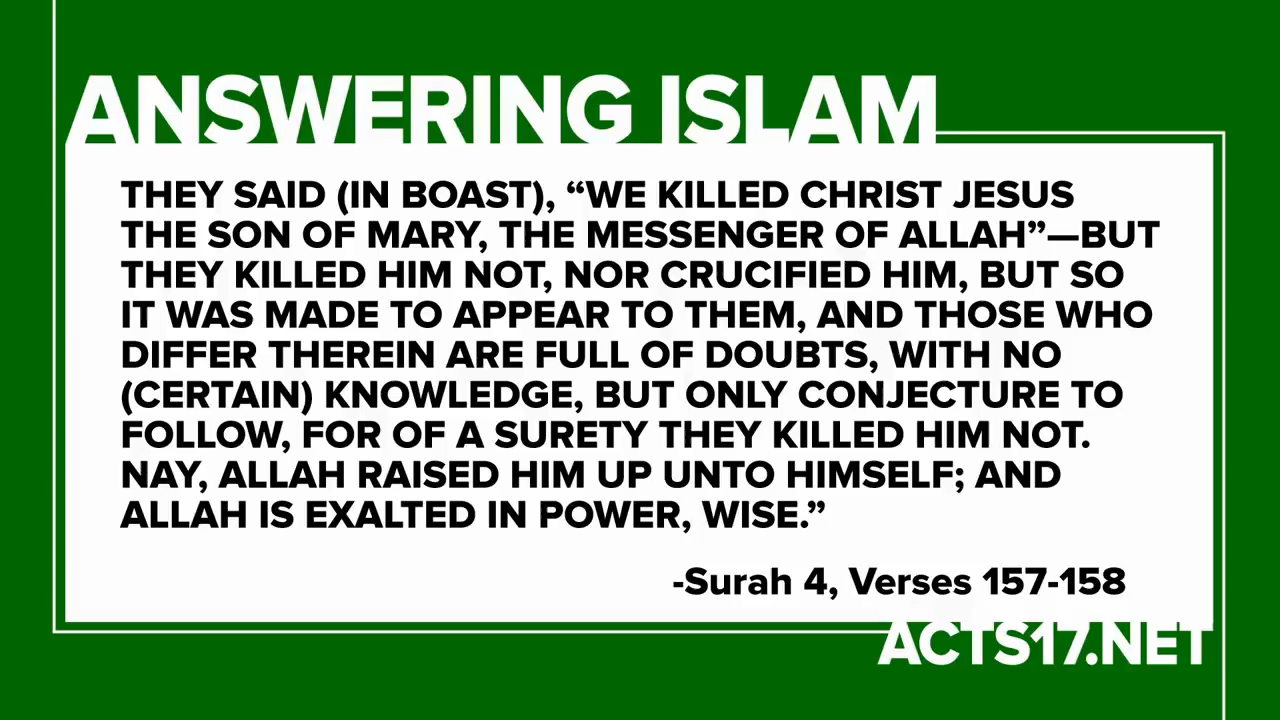 ANSWERING ISLAM
THEY SAID (IN BOAST), “WE KILLED CHRIST JESUS
THE SON OF MARY, THE MESSENGER OF ALLAH”—BUT
THEY KILLED HIM NOT, NOR CRUCIFIED HIM, BUT SO
IT WAS MADE TO APPEAR TO THEM, AND THOSE WHO
DIFFER THEREIN ARE FULL OF DOUBTS, WITH NO
(CERTAIN) KNOWLEDGE, BUT ONLY CONJECTURE TO
FOLLOW, FOR OF A SURETY THEY KILLED HIM NOT.
NAY, ALLAH RAISED HIM UP UNTO HIMSELF; AND
ALLAH IS EXALTED IN POWER, WISE.”
-Surah 4, Verses 157-158
ACTS17.NET